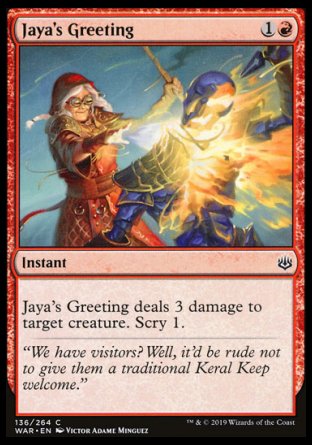 Jaya's Greeting 1
Instant
Jaya's Greeting deals 3 damage to
target creature. Scry 1.
"We have visitors? Well, it'd be rude not
to give them a traditional Keral Keep
welcome."
136/264 C
WAR • EN Victor Adame Minguez
™ & © 2019 Wizards of the Coast